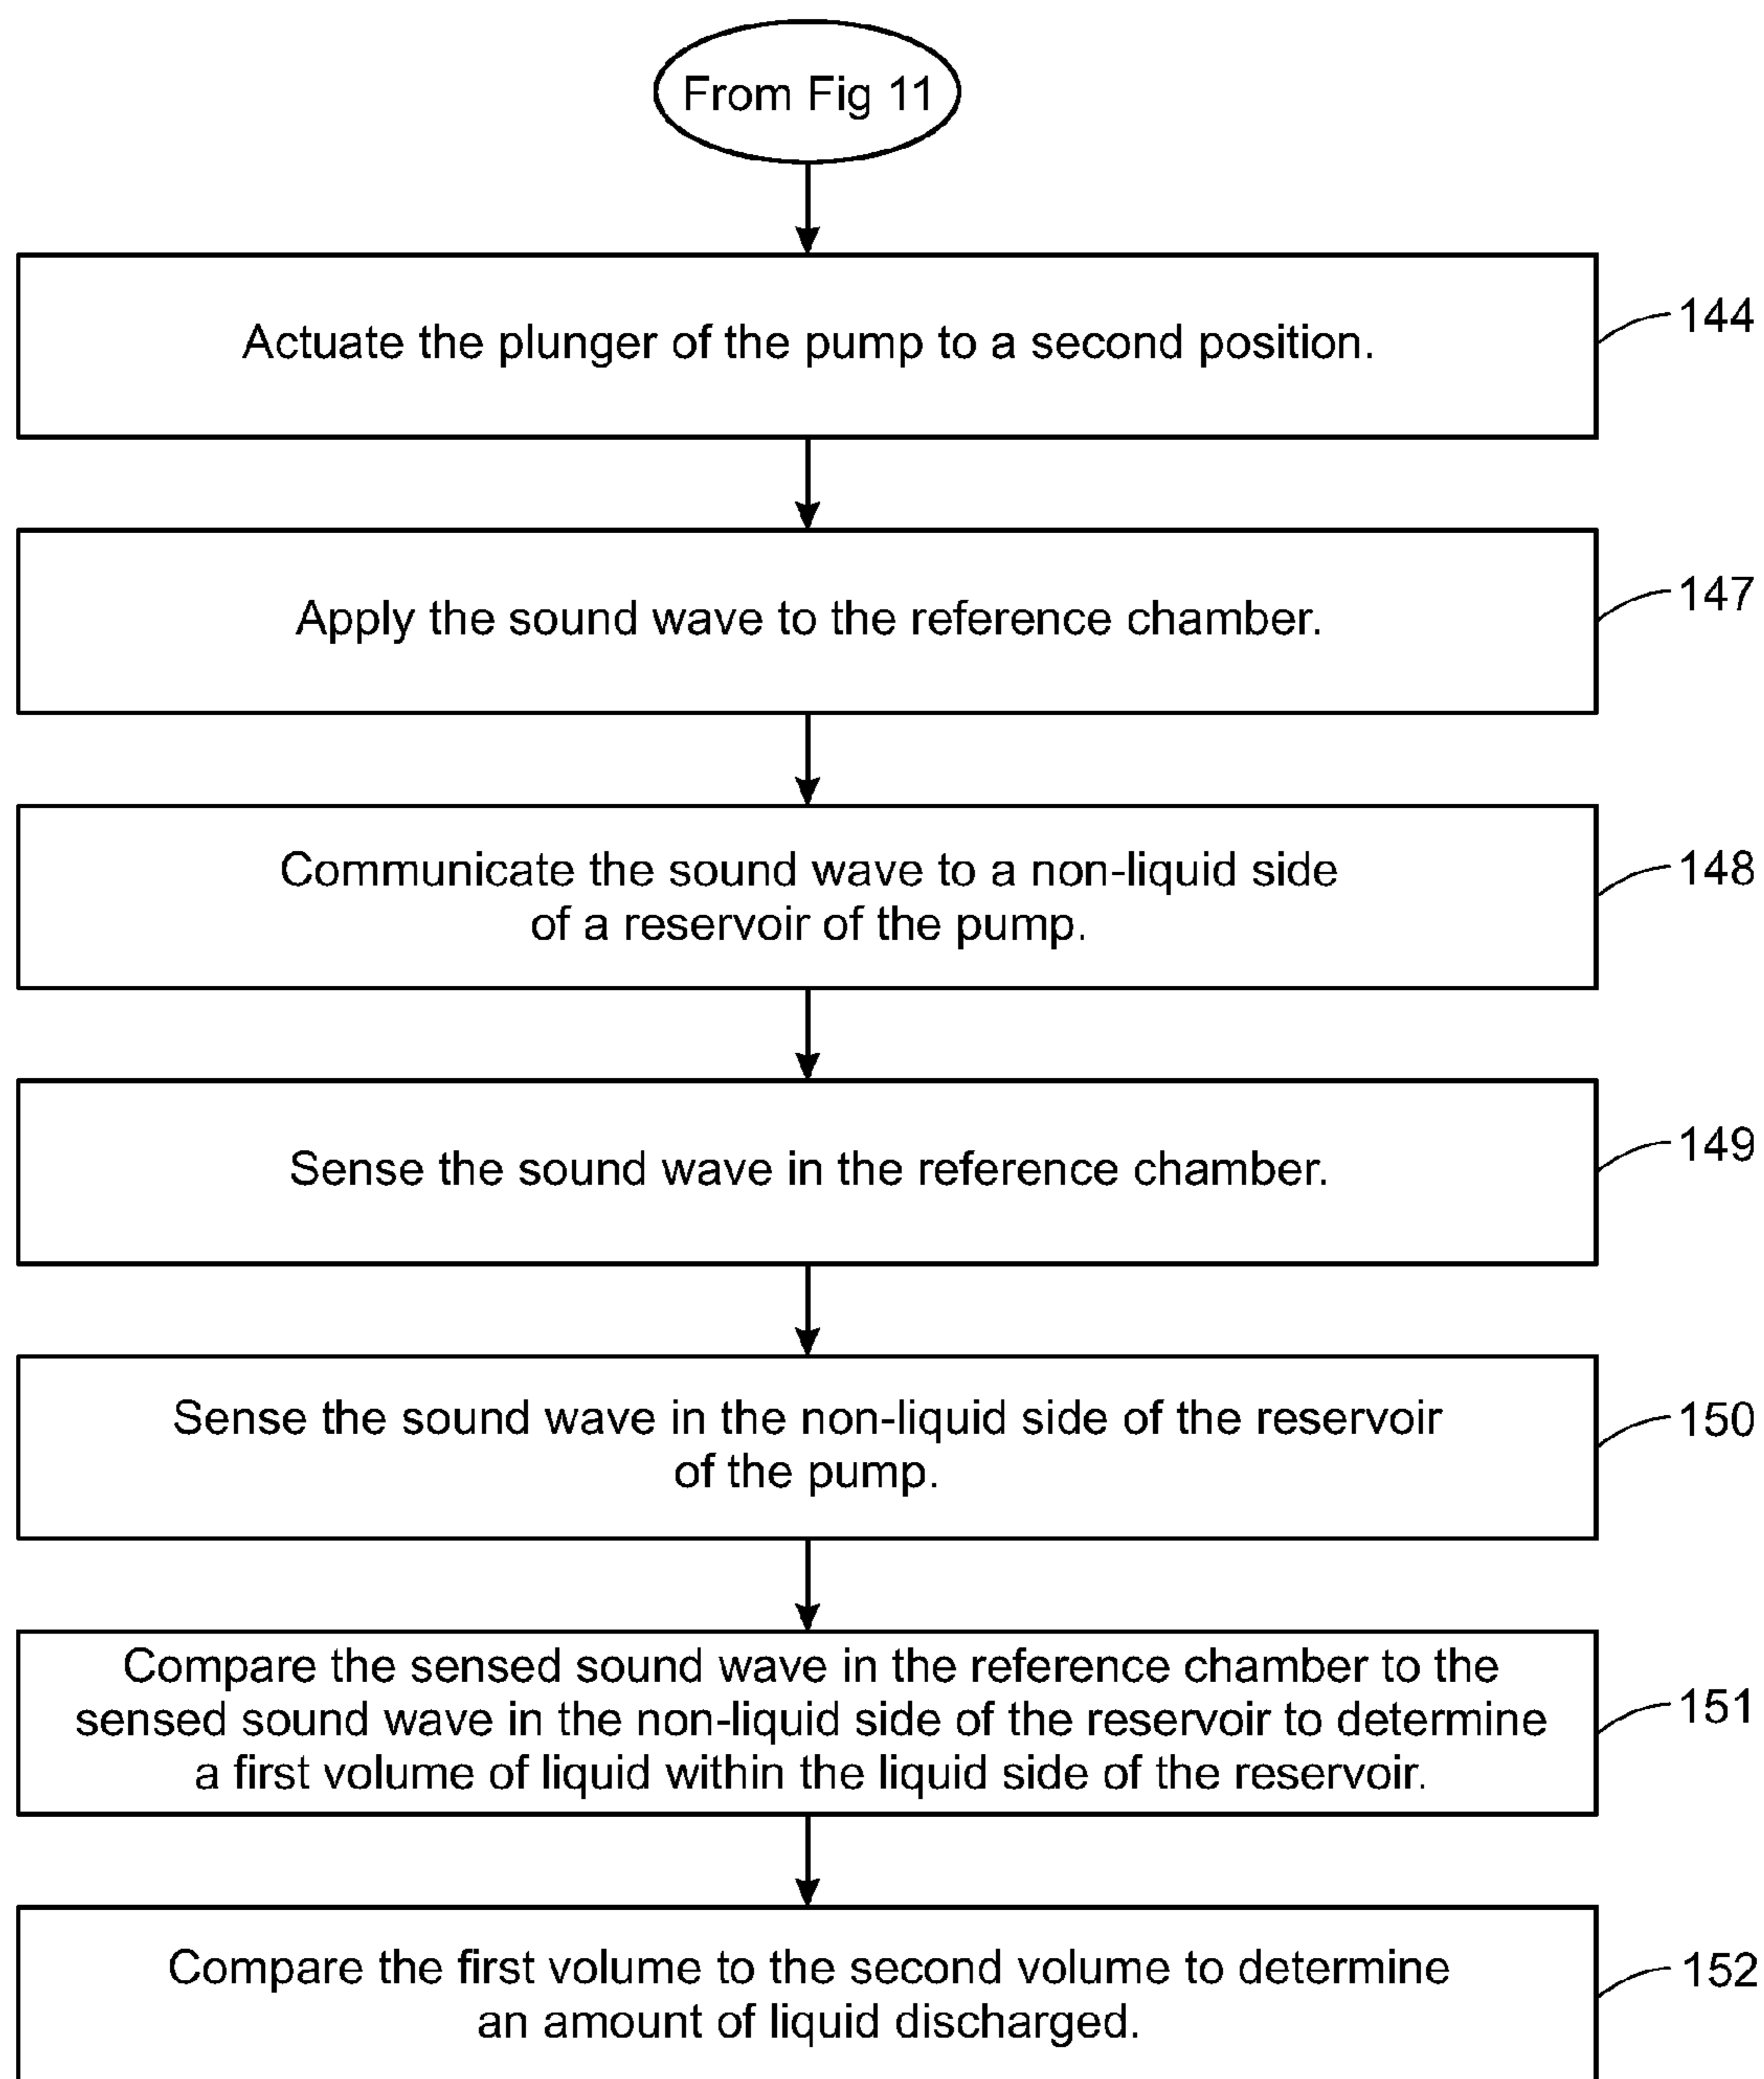 From Fig 11
Actuate the plunger of the pump to a second position.
144
Apply the sound wave to the reference chamber.
147
Communicate the sound wave to a non-liquid side
of a reservoir of the pump.
148
Sense the sound wave in the reference chamber.
149
Sense the sound wave in the non-liquid side of the reservoir
of the pump.
150
Compare the sensed sound wave in the reference chamber to the
sensed sound wave in the non-liquid side of the reservoir to determine
a first volume of liquid within the liquid side of the reservoir.
151
Compare the first volume to the second volume to determine
an amount of liquid discharged.
152